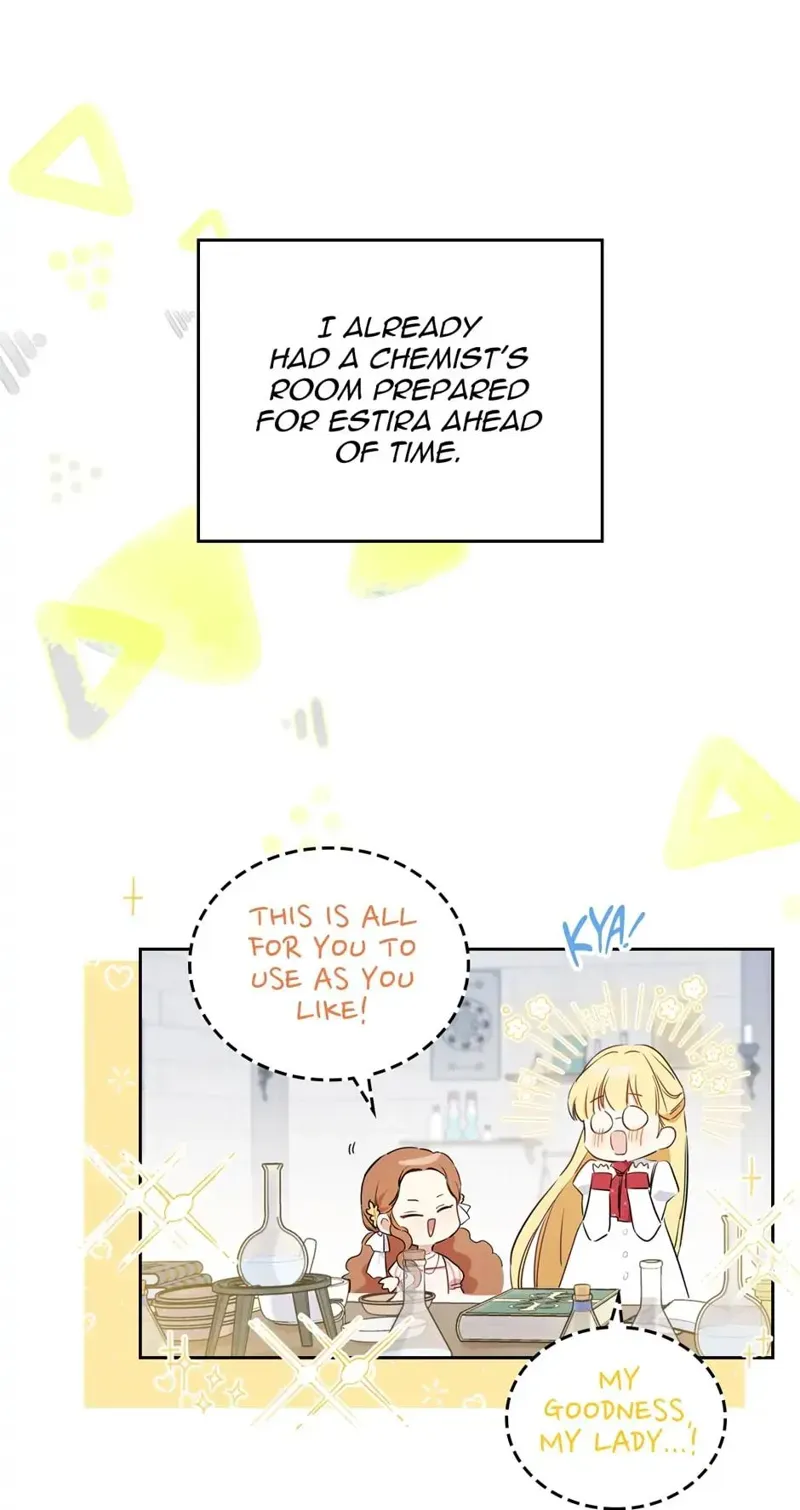 I ALREADY
HAD A CHEMIST'S
ROOM PREPARED
FOR ESTIRA AHEAD
OF TIME.
THIS IS ALL
FOR YOU TO
USE AS YOU
LIKE!
KYA!
MY
GOODNESS,
MY LADY...!